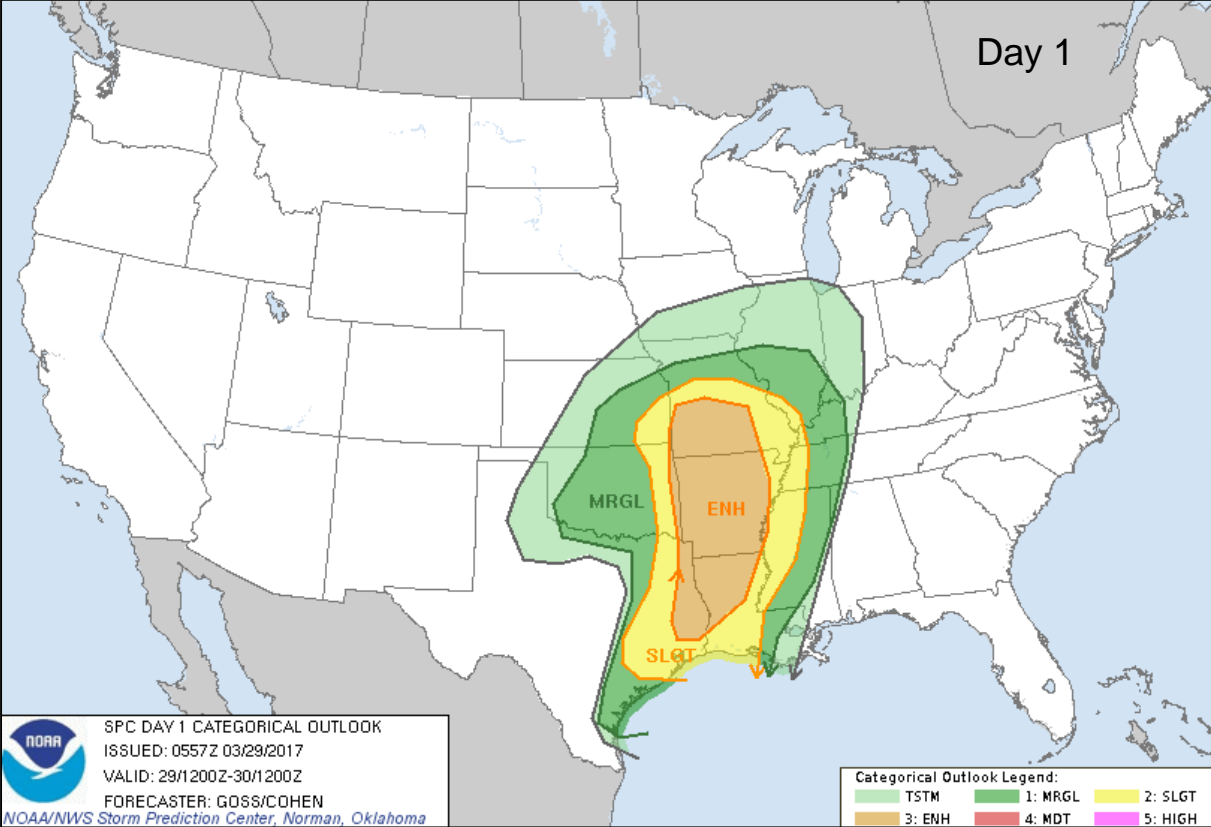 Day 1
MRGL
ENH
SLGT
NOAA
SPC DAY 1 CATEGORICAL OUTLOOK
ISSUED: 0557Z 03/29/2017
VALID: 29/1200Z-30/1200Z
FORECASTER: GOSS/COHEN
NOAA/NWS Storm Prediction Center, Norman, Oklahoma
Categorical Outlook Legend:
TSTM 1: MRGL 2: SLGT
3: ENH 4: MDT 5: HIGH